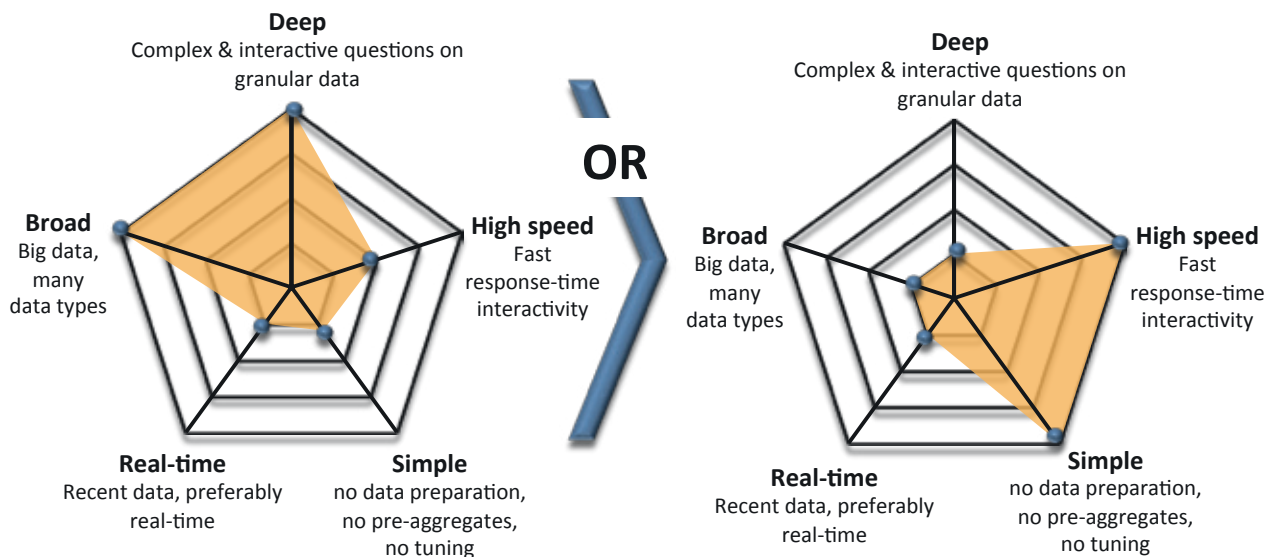 Deep
Complex & interactive questions on
granular data
Broad
Big data,
many
data types
High speed
Fast
response-time
interactivity
Real-time
Recent data, preferably
real-time
Simple
no data preparation,
no pre-aggregates,
no tuning
OR
Deep
Complex & interactive questions on
granular data
Broad
Big data,
many
data types
High speed
Fast
response-time
interactivity
Real-time
Recent data, preferably
real-time
Simple
no data preparation,
no pre-aggregates,
no tuning